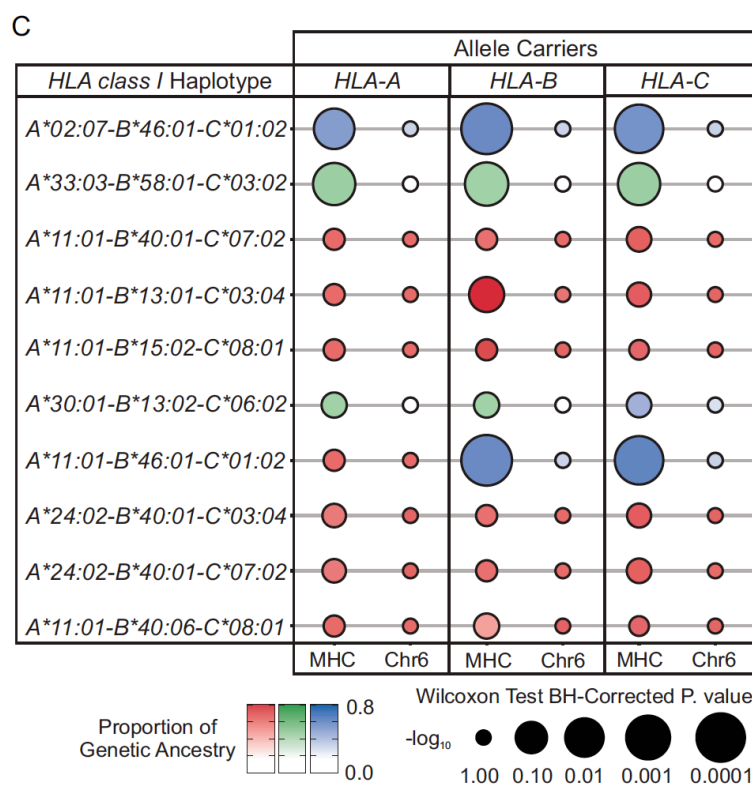 C
Allele Carriers
HLA class I Haplotype HLA-A HLA-B HLA-C
A*02:07-B*46:01-C*01:02
A*33:03-B*58:01-C*03:02
A*11:01-B*40:01-C*07:02
A*11:01-B*13:01-C*03:04
A*11:01-B*15:02-C*08:01
A*30:01-B*13:02-C*06:02
A*11:01-B*46:01-C*01:02
A*24:02-B*40:01-C*03:04
A*24:02-B*40:01-C*07:02
A*11:01-B*40:06-C*08:01
MHC Chr6 MHC Chr6 MHC Chr6
Proportion of
Genetic Ancestry
0.8
0.0
Wilcoxon Test BH-Corrected P. value
-log10
1.00 0.10 0.01 0.001 0.0001